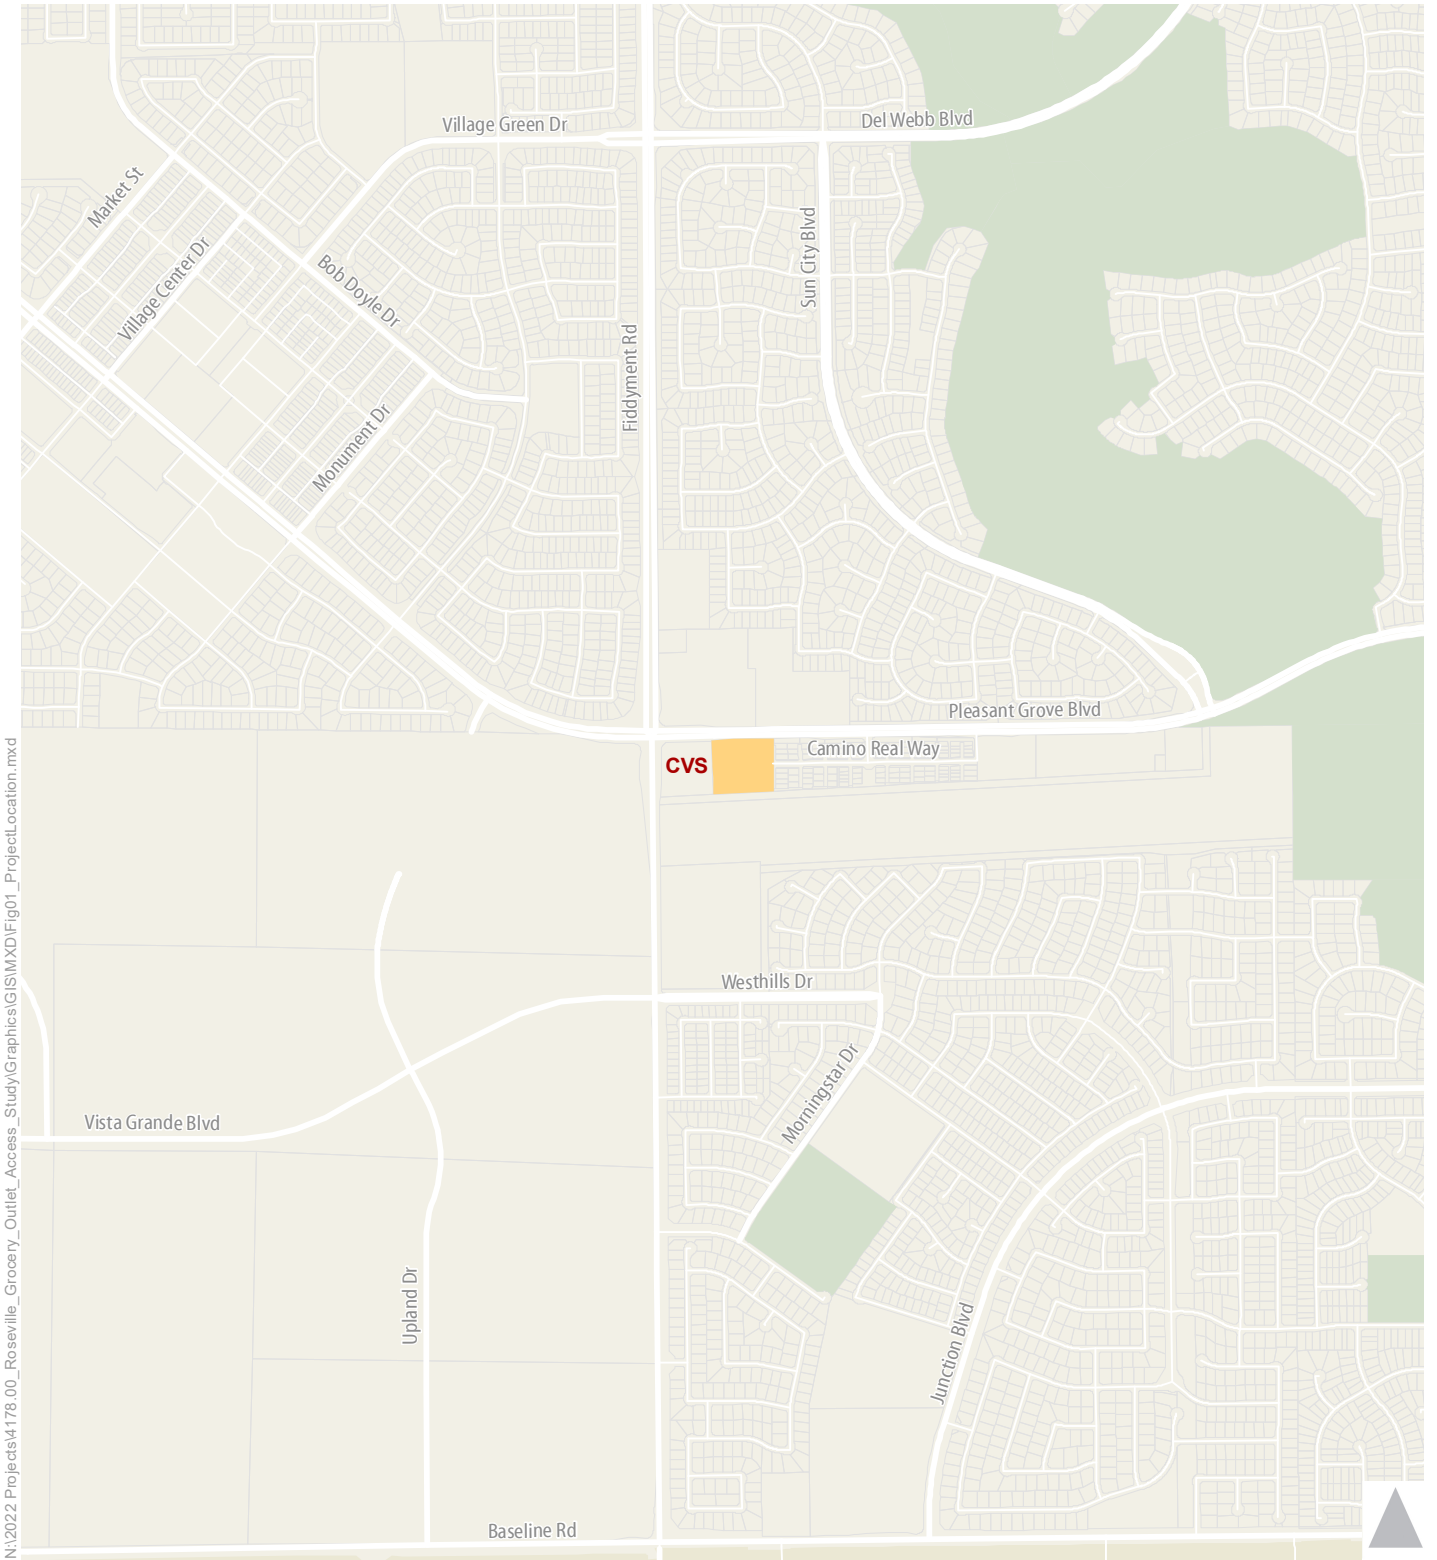 Village Green Dr
Del Webb Blvd
Market St
Sun City Blvd
Village Center Dr
Bob Doyle Dr
Fiddyment Rd
Monument Dr
Pleasant Grove Blvd
Camino Real Way
CVS
Westhills Dr
Morningstar Dr
Vista Grande Blvd
Upland Dr
Junction Blvd
Baseline Rd
N:\2022 Projects\4178.00_Roseville_Grocery_Outlet_Access_Study\Graphics\GIS\MXD\Fig01_ProjectLocation.mxd